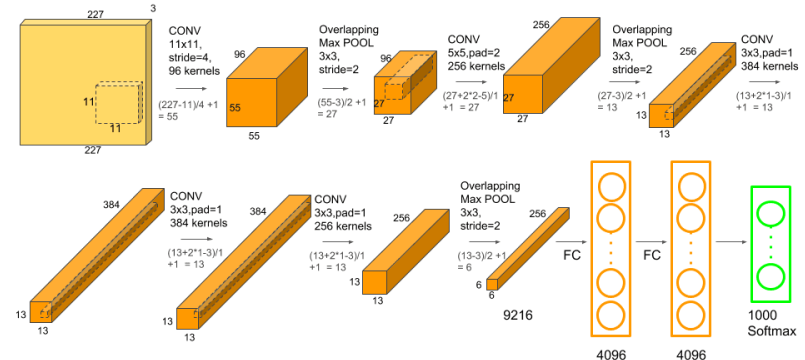 227
3
11
11
227
CONV
11x11,
stride=4,
96 kernels
(227-11)/4 +1
= 55
96
55
55
Overlapping
Max POOL
3x3,
stride=2
(55-3)/2 +1
= 27
96
27
27
CONV
5x5,pad=2
256 kernels
(27+2*2-5)/1
+1 = 27
256
27
27
Overlapping
Max POOL
3x3,
stride=2
(27-3)/2 +1
= 13
256
13
13
CONV
3x3,pad=1
384 kernels
(13+2*1-3)/1
+1 = 13
384
13
13
CONV
3x3,pad=1
384 kernels
(13+2*1-3)/1
+1 = 13
384
13
13
CONV
3x3,pad=1
256 kernels
(13+2*1-3)/1
+1 = 13
256
13
13
Overlapping
Max POOL
3x3,
stride=2
(13-3)/2 +1
= 6
256
6
6
9216
FC
4096
FC
4096
1000
Softmax